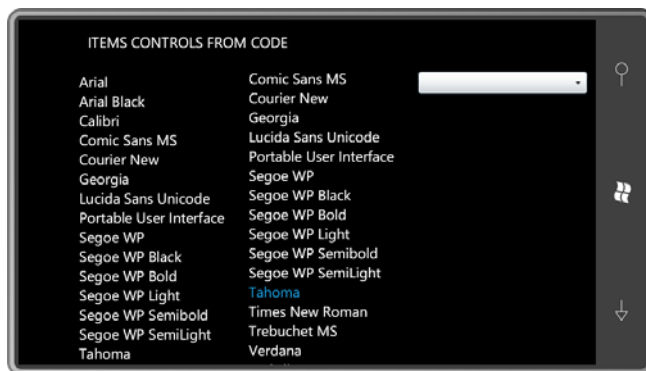 ITEMS CONTROLS FROM CODE
Arial
Arial Black
Calibri
Comic Sans MS
Courier New
Georgia
Lucida Sans Unicode
Portable User Interface
Segoe WP
Segoe WP Black
Segoe WP Bold
Segoe WP Light
Segoe WP Semibold
Segoe WP SemiLight
Tahoma
Comic Sans MS
Courier New
Georgia
Lucida Sans Unicode
Portable User Interface
Segoe WP
Segoe WP Black
Segoe WP Bold
Segoe WP Light
Segoe WP Semibold
Segoe WP SemiLight
Tahoma
Times New Roman
Trebuchet MS
Verdana